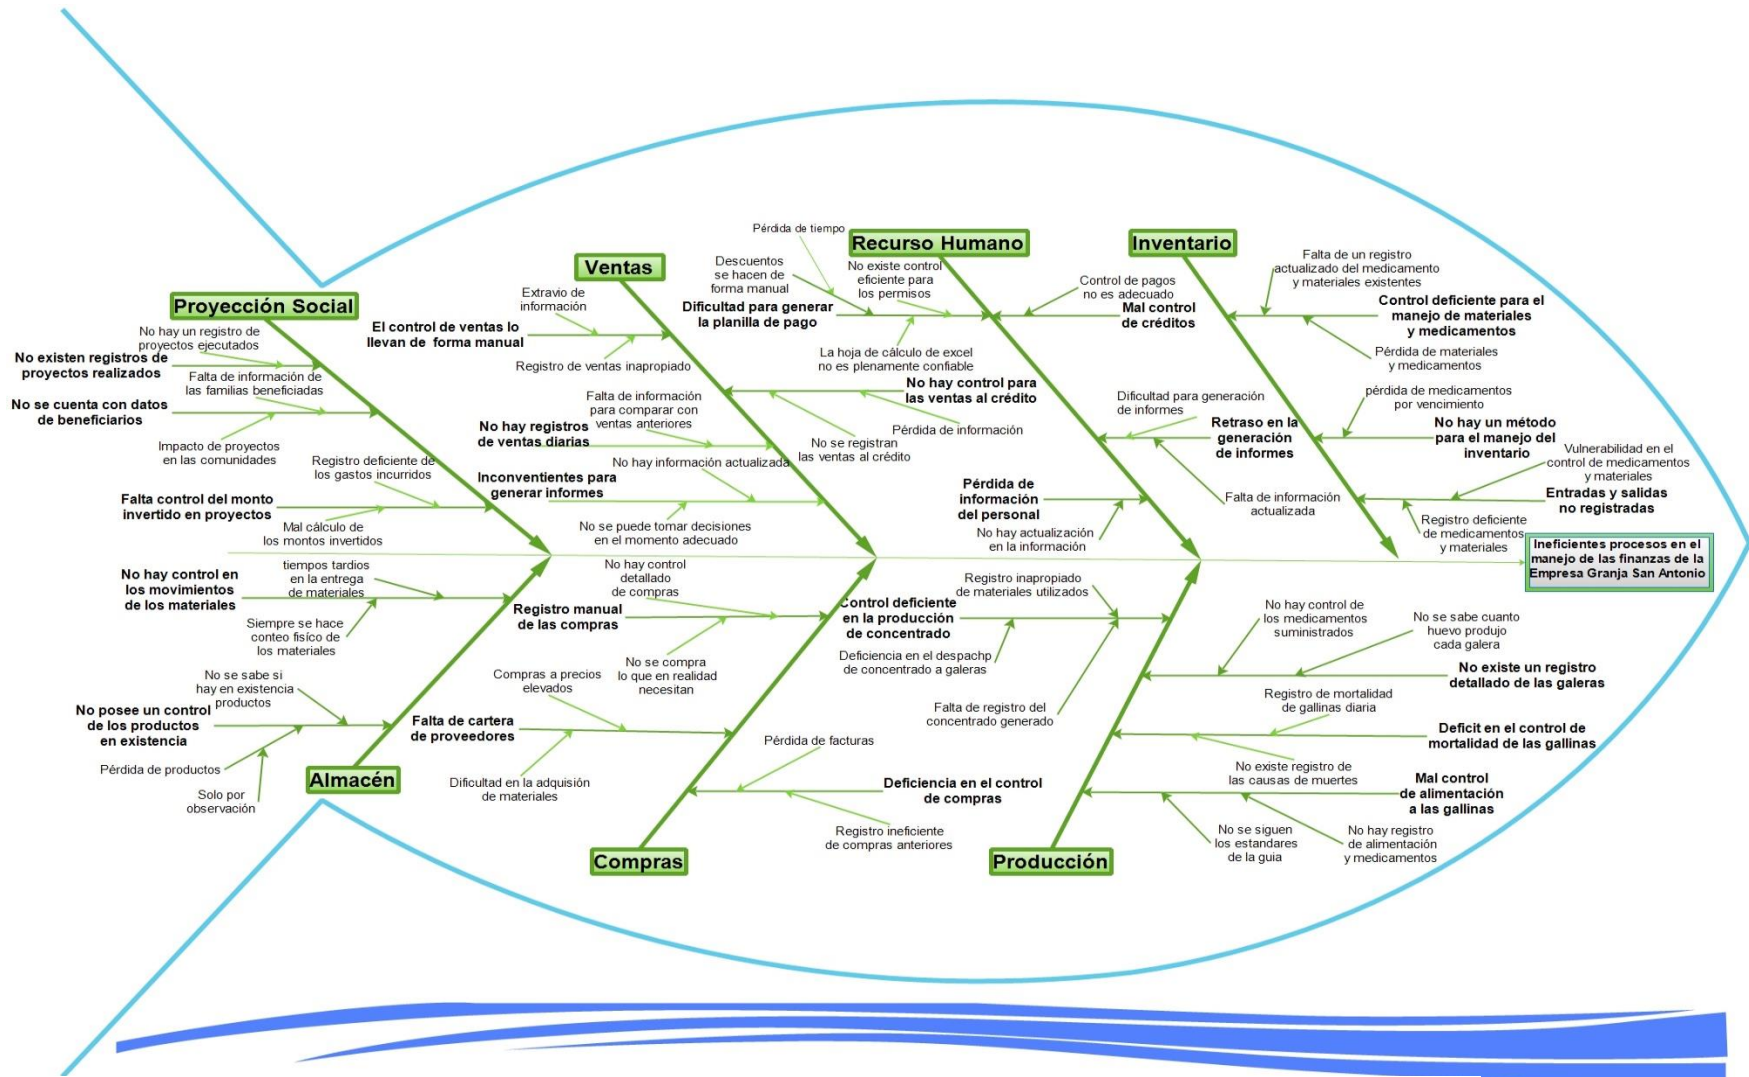 Proyección Social
No hay un registro de
proyectos ejecutados
No existen registros de
proyectos realizados
Falta de información de
las familias beneficiadas
No se cuenta con datos
de beneficiarios
Impacto de proyectos
en las comunidades
Registro deficiente de
los gastos incurridos
Falta control del monto
invertido en proyectos
Mal cálculo de
los montos invertidos
Ventas
Extravio de
información
El control de ventas lo
llevan de forma manual
Registro de ventas inapropiado
No hay control para
las ventas al crédito
No se registran
las ventas al crédito
Pérdida de información
Falta de información
para comparar con
ventas anteriores
No hay registros
de ventas diarias
No hay información actualizada
Inconventientes para
generar informes
No se puede tomar decisiones
en el momento adecuado
Recurso Humano
Pérdida de tiempo
Descuentos
se hacen de
forma manual
No existe control
eficiente para
los permisos
Dificultad para generar
la planilla de pago
La hoja de cálculo de excel
no es plenamente confiable
Control de pagos
no es adecuado
Mal control
de créditos
Dificultad para generación
de informes
Retraso en la
generación
de informes
Falta de información
actualizada
Pérdida de
información
del personal
No hay actualización
en la información
Inventario
Falta de un registro
actualizado del medicamento
y materiales existentes
Control deficiente para el
manejo de materiales
y medicamentos
Pérdida de materiales
y medicamentos
pérdida de medicamentos
por vencimiento
No hay un método
para el manejo del
inventario
Vulnerabilidad en el
control de medicamentos
y materiales
Entradas y salidas
no registradas
Registro deficiente
de medicamentos
y materiales
Ineficientes procesos en el
manejo de las finanzas de la
Empresa Granja San Antonio
tiempos tardios
en la entrega
de materiales
No hay control en
los movimientos
de los materiales
Siempre se hace
conteo fisíco de
los materiales
No se sabe si
hay en existencia
productos
No posee un control
de los productos
en existencia
Pérdida de productos
Solo por
observación
Almacén
No hay control
detallado
de compras
Registro manual
de las compras
No se compra
lo que en realidad
necesitan
Compras a precios
elevados
Falta de cartera
de proveedores
Dificultad en la adquisión
de materiales
Pérdida de facturas
Deficiencia en el control
de compras
Registro ineficiente
de compras anteriores
Compras
Registro inapropiado
de materiales utilizados
Control deficiente
en la producción
de concentrado
Deficiencia en el despachp
de concentrado a galeras
Falta de registro del
concentrado generado
No hay control de
los medicamentos
suministrados
No se sabe cuanto
huevo produjo
cada galera
No existe un registro
detallado de las galeras
Registro de mortalidad
de gallinas diaria
Deficit en el control de
mortalidad de las gallinas
No existe registro de
las causas de muertes
Mal control
de alimentación
a las gallinas
No se siguen
los estandares
de la guia
No hay registro
de alimentación
y medicamentos
Producción